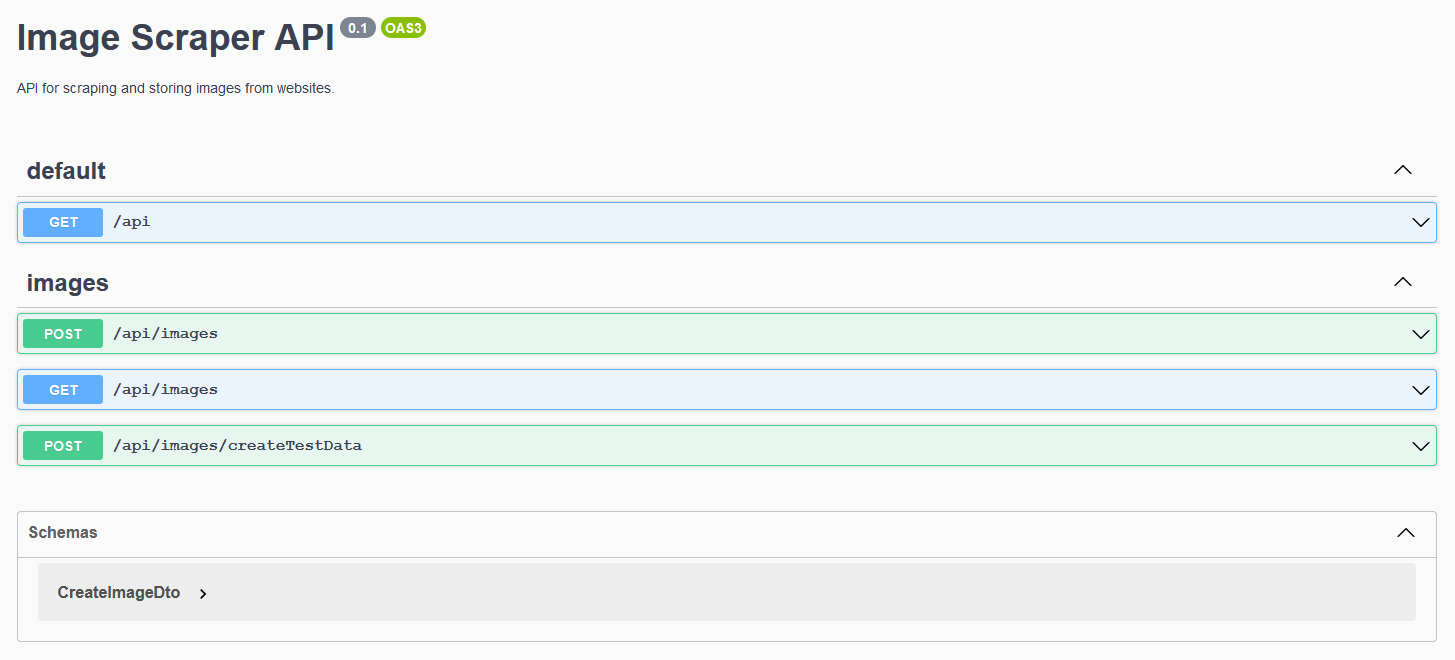 Image Scraper API 0.1 OAS3
API for scraping and storing images from websites.
default
GET /api
images
POST /api/images
GET /api/images
POST /api/images/createTestData
Schemas
CreateImageDto